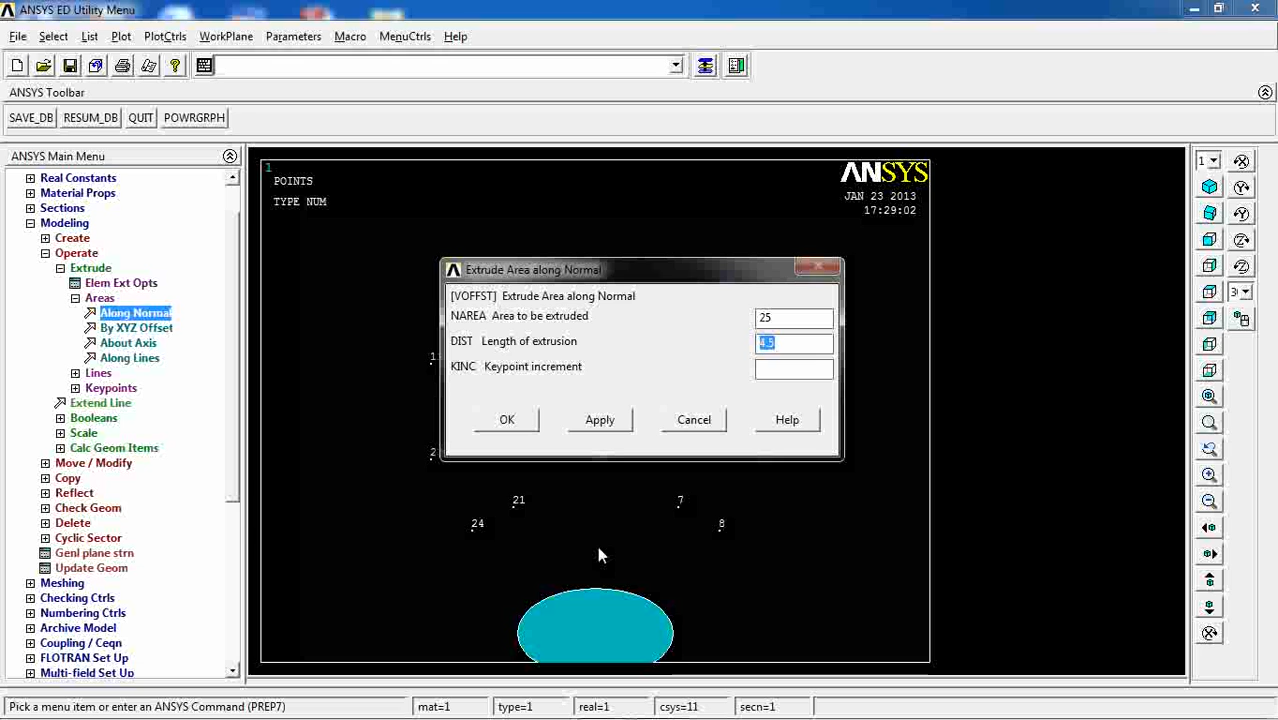 ANSYS ED Utility Menu
File Select List Plot PlotCtrls WorkPlane Parameters Macro MenuCtrls Help
ANSYS Toolbar
SAVE_DB RESUM_DB QUIT POWRGRPH
ANSYS Main Menu
Real Constants
Material Props
Sections
Modeling
Create
Operate
Extrude
Elem Ext Opts
Areas
Along Normal
By XYZ Offset
About Axis
Along Lines
Lines
Keypoints
Extend Line
Booleans
Scale
Calc Geom Items
Move / Modify
Copy
Reflect
Check Geom
Delete
Cyclic Sector
Genl plane strn
Update Geom
Meshing
Checking Ctrls
Numbering Ctrls
Archive Model
Coupling / Ceqn
FLOTRAN Set Up
Multi-field Set Up
1
POINTS
TYPE NUM
ANSYS
JAN 23 2013
17:29:02
Extrude Area along Normal
[VOFFST] Extrude Area along Normal
NAREA Area to be extruded 25
DIST Length of extrusion 4.5
KINC Keypoint increment
OK Apply Cancel Help
21 7
24 8
1
Pick a menu item or enter an ANSYS Command (PREP7) mat=1 type=1 real=1 csys=11 secn=1